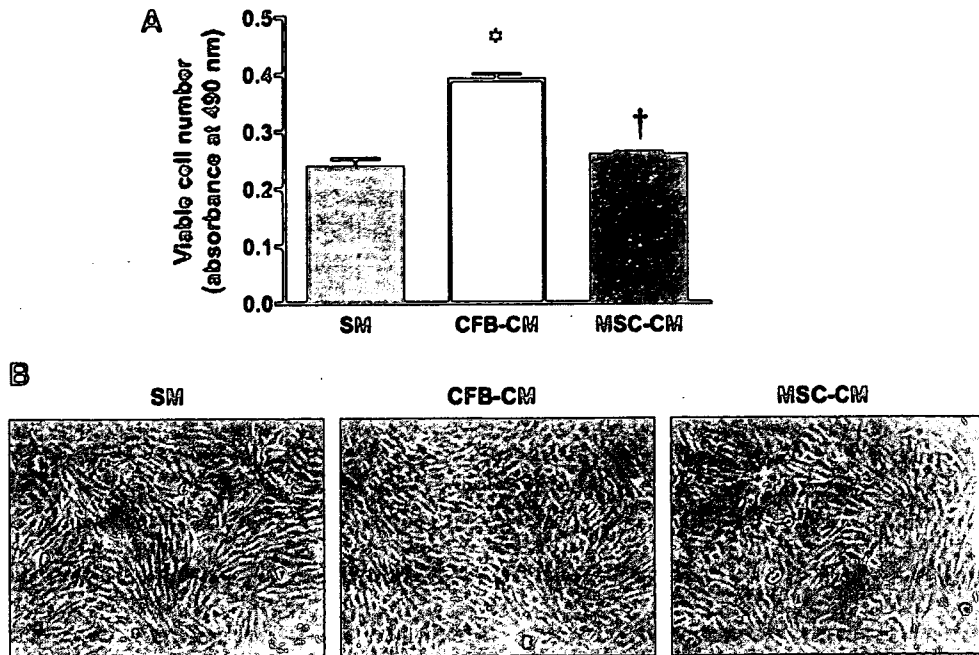 A
Viable cell number
(absorbance at 490 nm)
0.5
0.4
0.3
0.2
0.1
0.0
☆
†
SM CFB-CM MSC-CM
B
SM CFB-CM MSC-CM